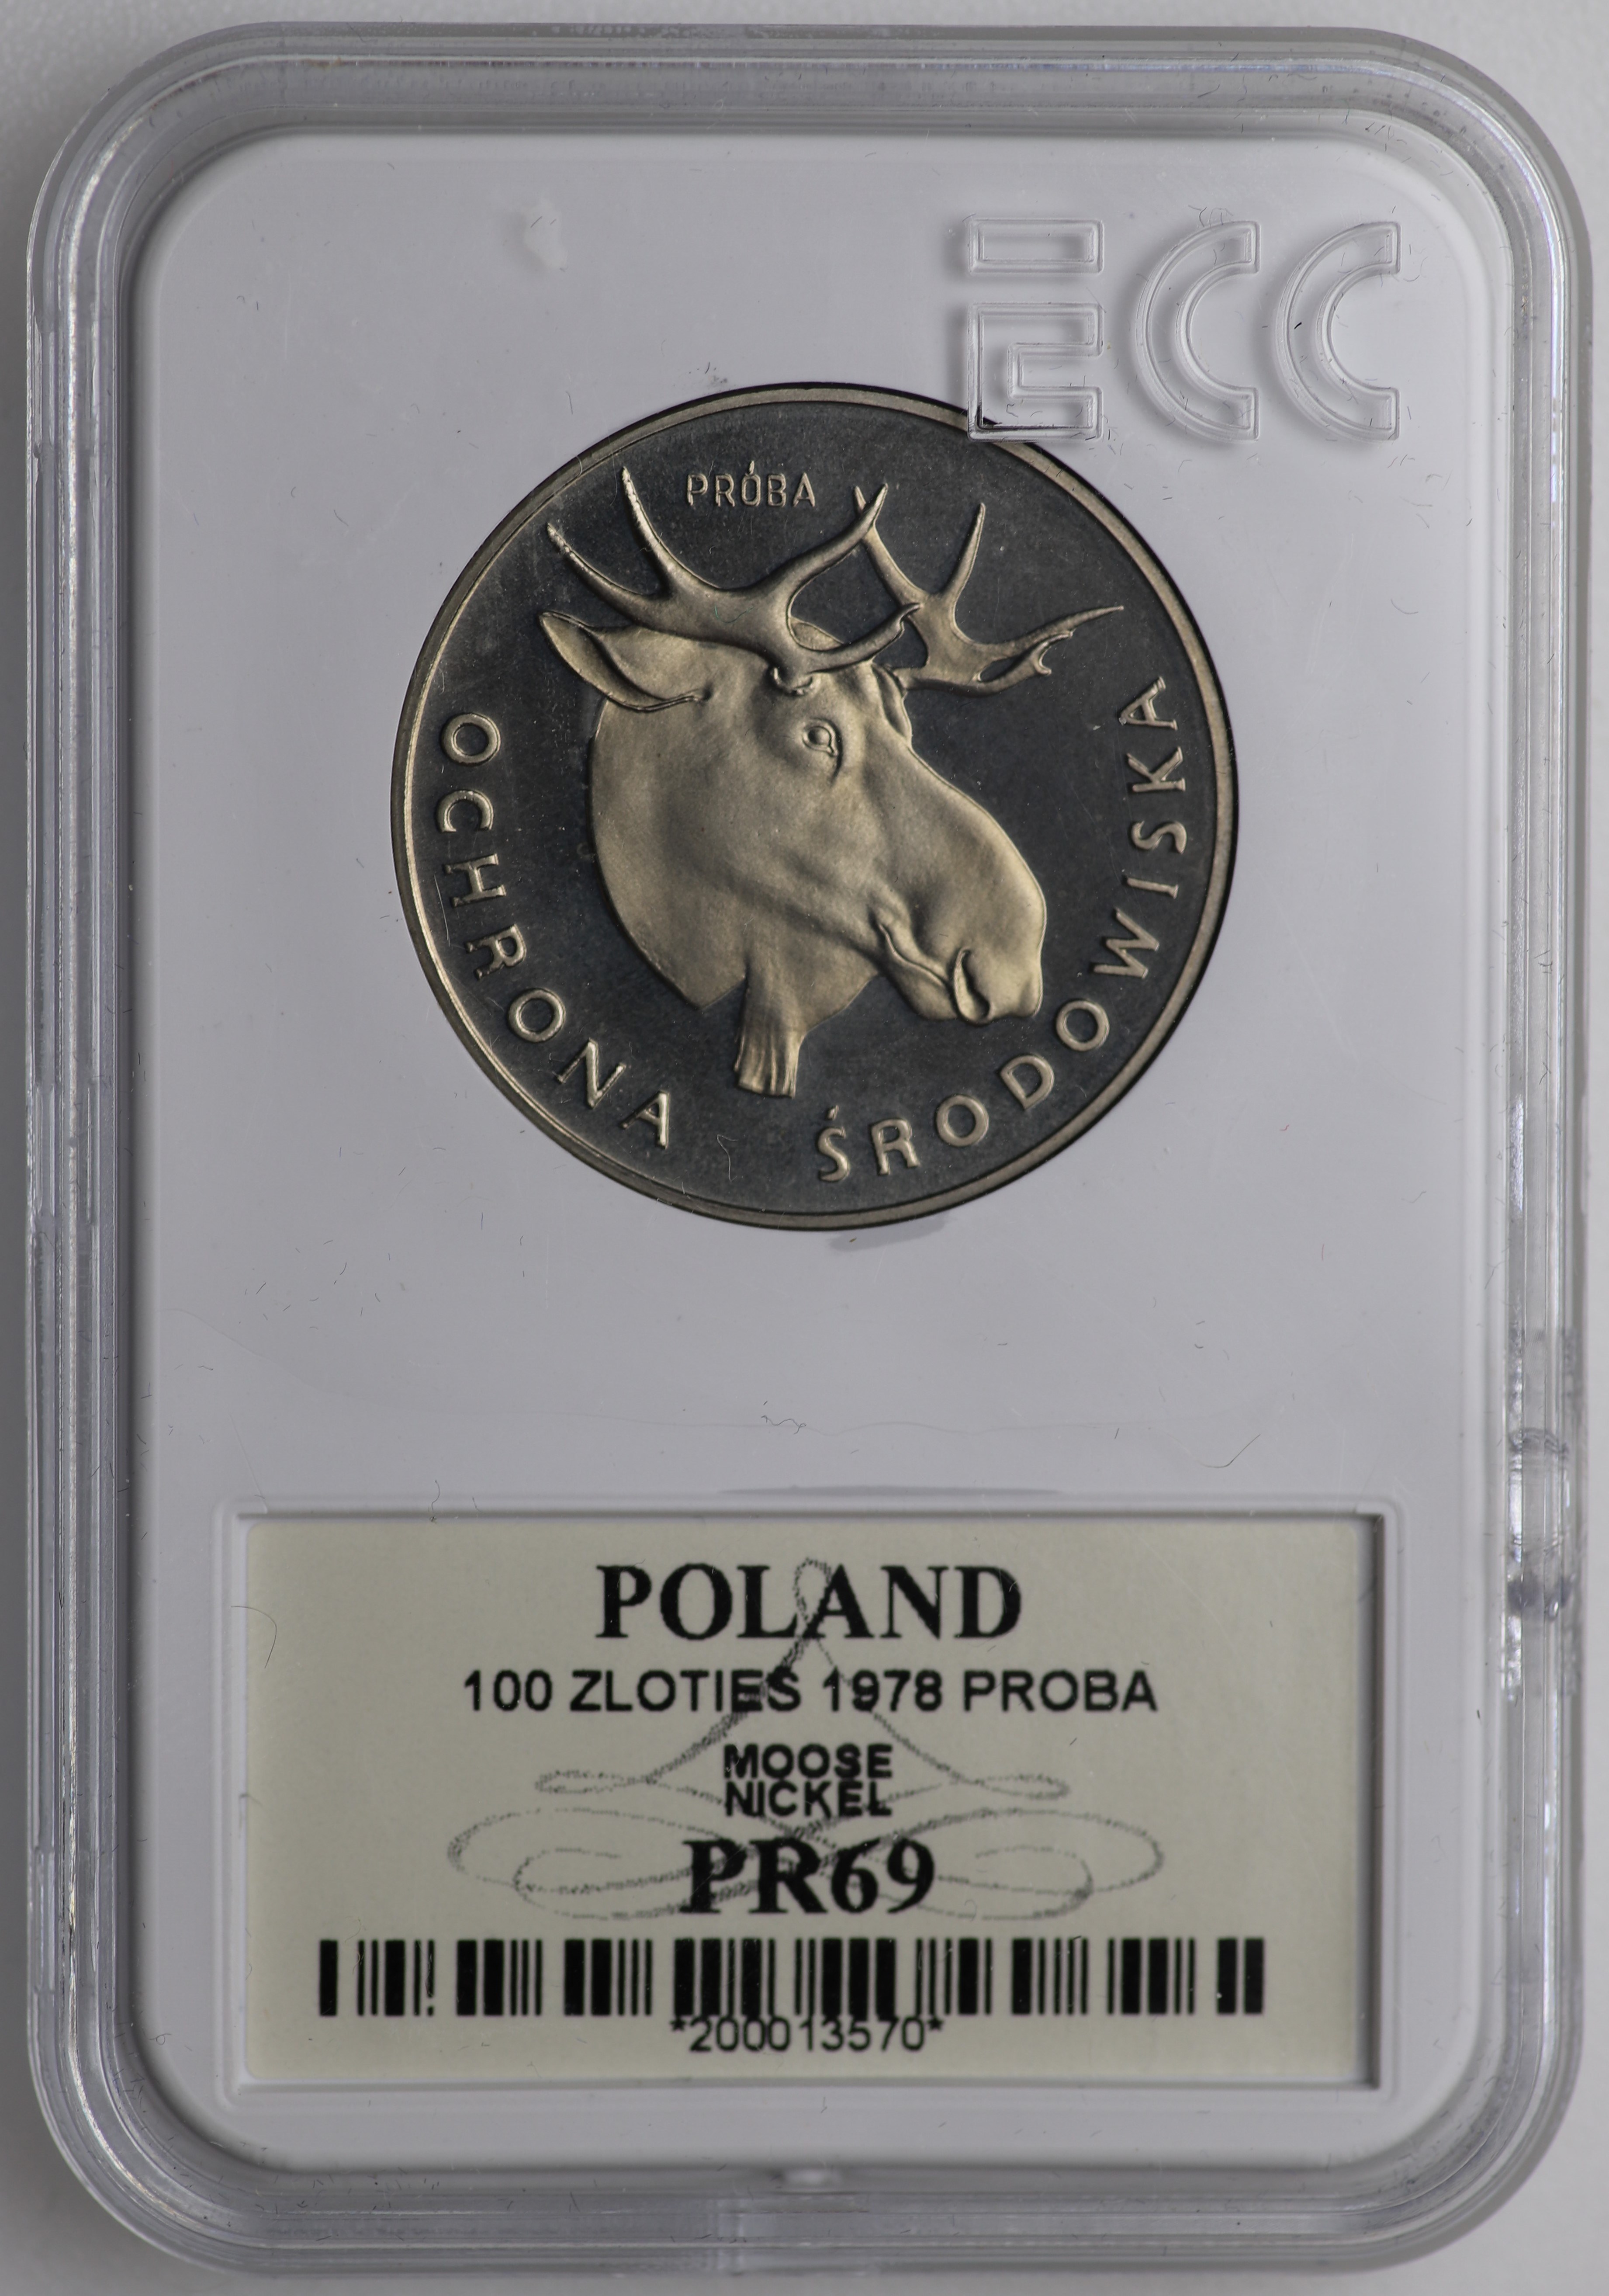 ECC
PRÓBA
OCHRONA ŚRODOWISKA
POLAND
100 ZLOTIES 1978 PROBA
MOOSE
NICKEL
PR69
*200013570*